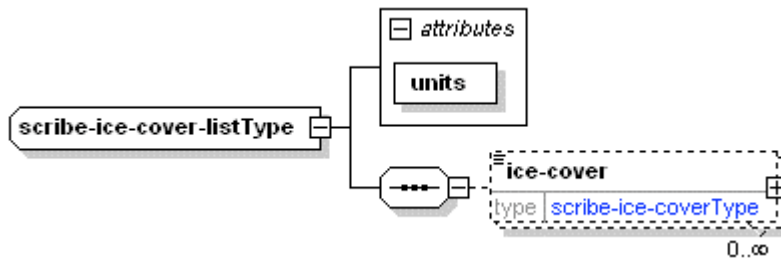 attributes
units
scribe-ice-cover-listType
ice-cover
type scribe-ice-coverType
0..∞